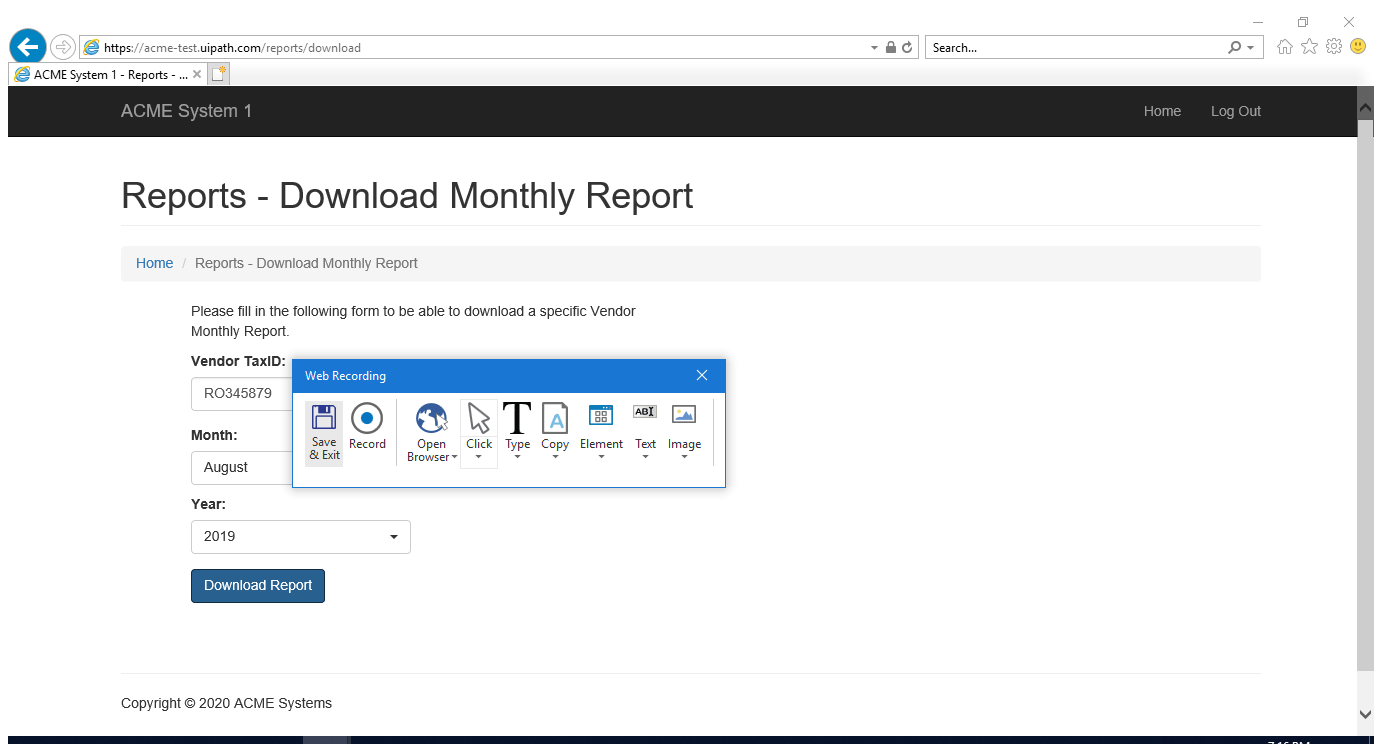 https://acme-test.uipath.com/reports/download
Search...
ACME System 1 - Reports - ...
ACME System 1
Home
Log Out
Reports - Download Monthly Report
Home / Reports - Download Monthly Report
Please fill in the following form to be able to download a specific Vendor
Monthly Report.
Vendor TaxID:
RO345879
Month:
August
Year:
2019
Download Report
Web Recording
Save & Exit
Record
Open Browser
Click
Type
Copy
Element
Text
Image
ABI
Copyright © 2020 ACME Systems